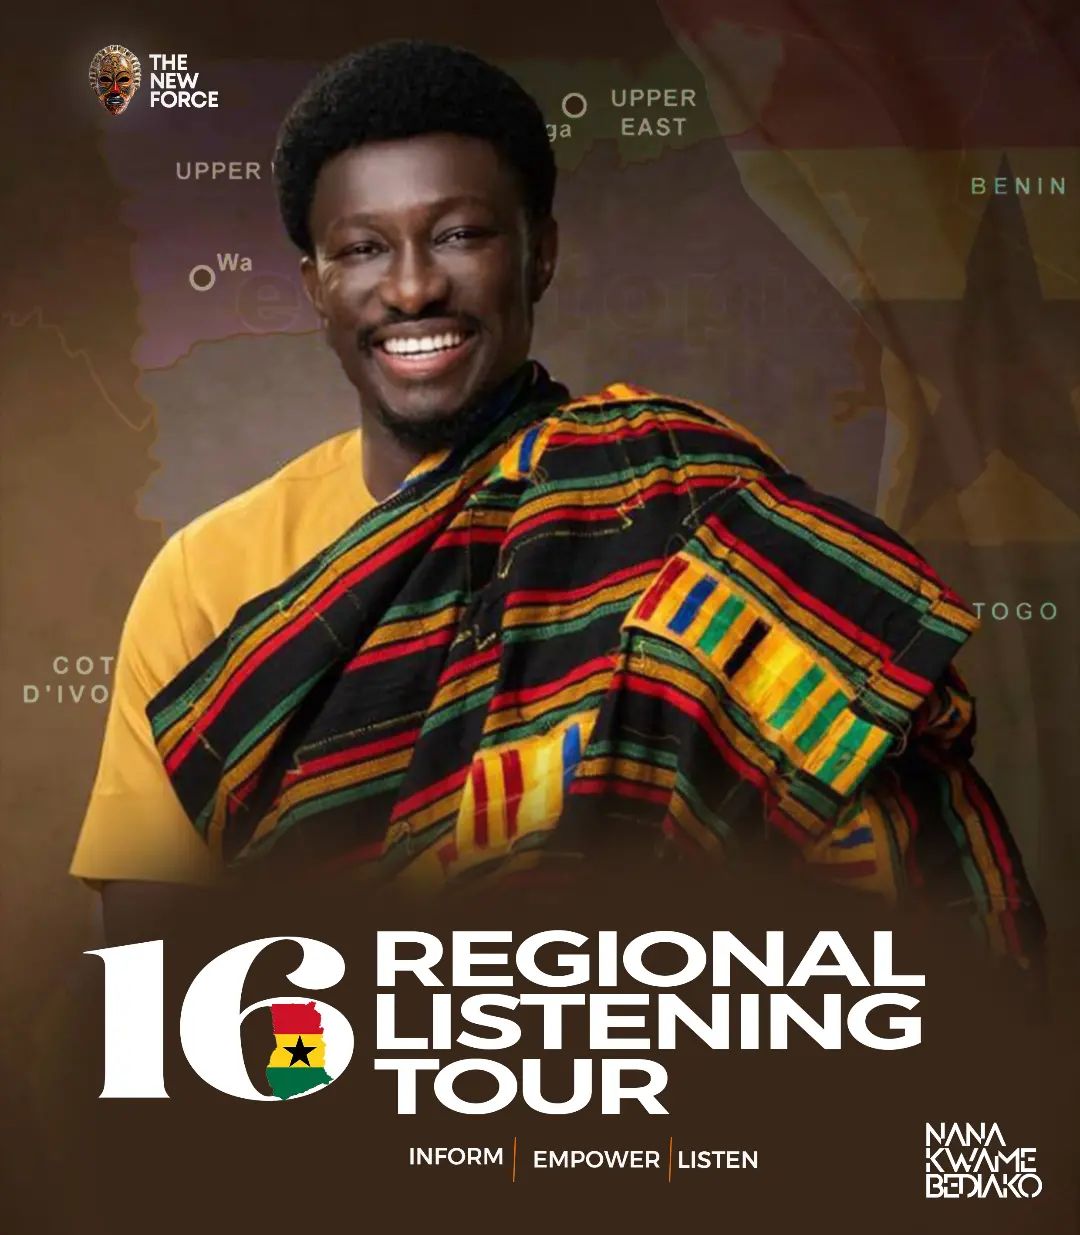 THE
NEW
FORCE
UPPER
EAST
ga
UPPER
BENIN
Wa
TOGO
COT
D'IVO
16 REGIONAL
LISTENING
TOUR
INFORM | EMPOWER | LISTEN
NANA
KWAME
BEDIAKO